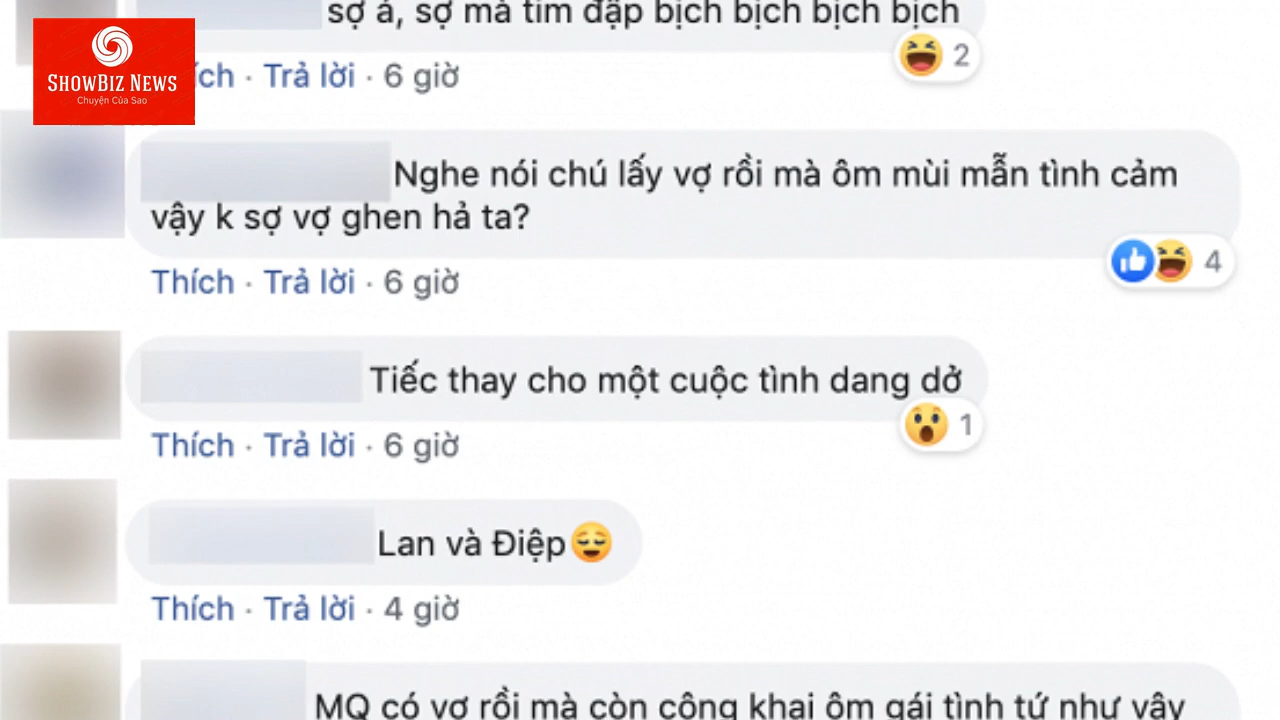 sợ á, sợ mà tim đập bịch bịch bịch bịch
2
SHOWBIZ NEWS
Chuyện Của Sao
ích · Trả lời · 6 giờ
Nghe nói chú lấy vợ rồi mà ôm mùi mẫn tình cảm
vậy k sợ vợ ghen hả ta?
4
Thích · Trả lời · 6 giờ
Tiếc thay cho một cuộc tình dang dở
1
Thích · Trả lời · 6 giờ
Lan và Điệp
Thích · Trả lời · 4 giờ
MQ có vợ rồi mà còn công khai ôm gái tình tứ như vậy